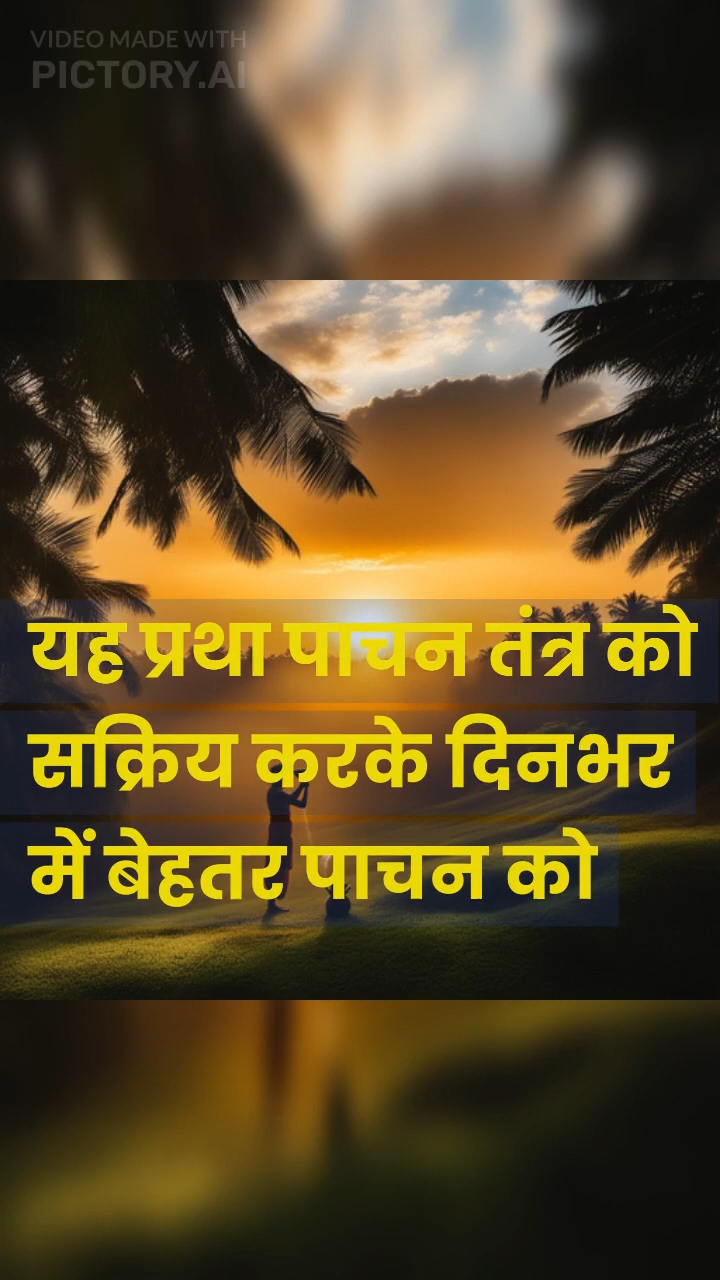 VIDEO MADE WITH
PICTORY.AI
यह प्रथा पाचन तंत्र को
सक्रिय करके दिनभर
में बेहतर पाचन को